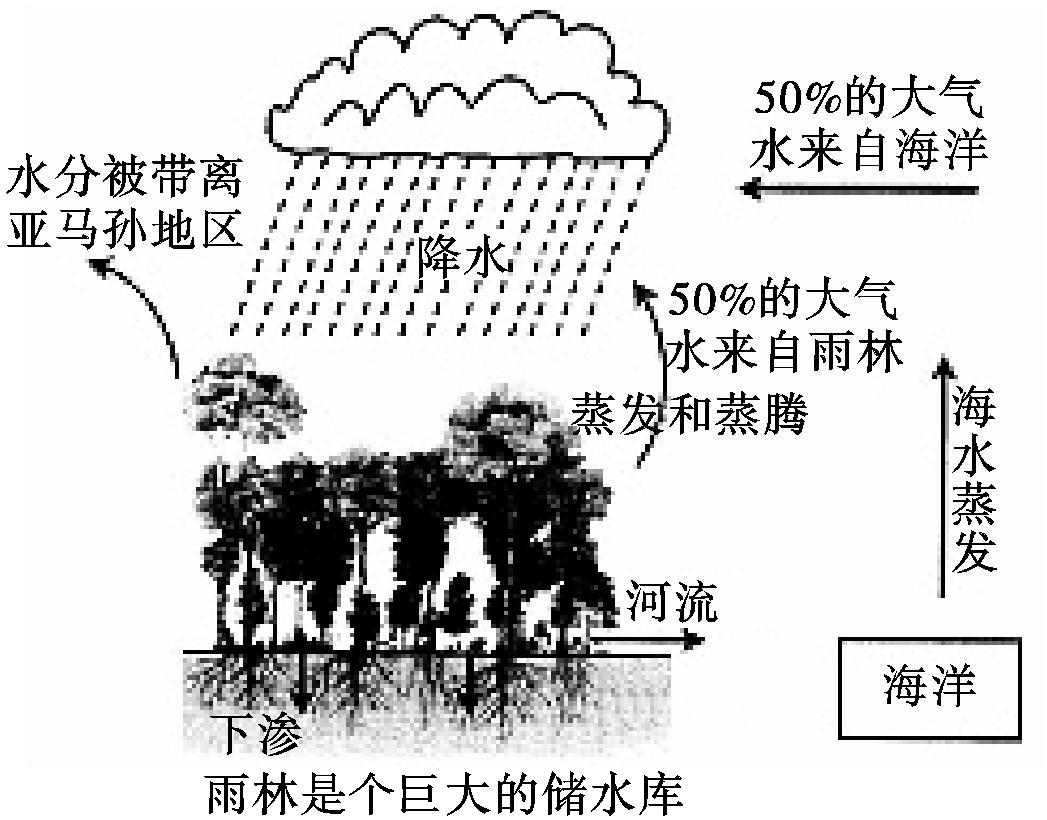 50%的大气
水来自海洋
水分被带离
亚马孙地区
降水
50%的大气
水来自雨林
蒸发和蒸腾
海水蒸发
河流
海洋
下渗
雨林是个巨大的储水库